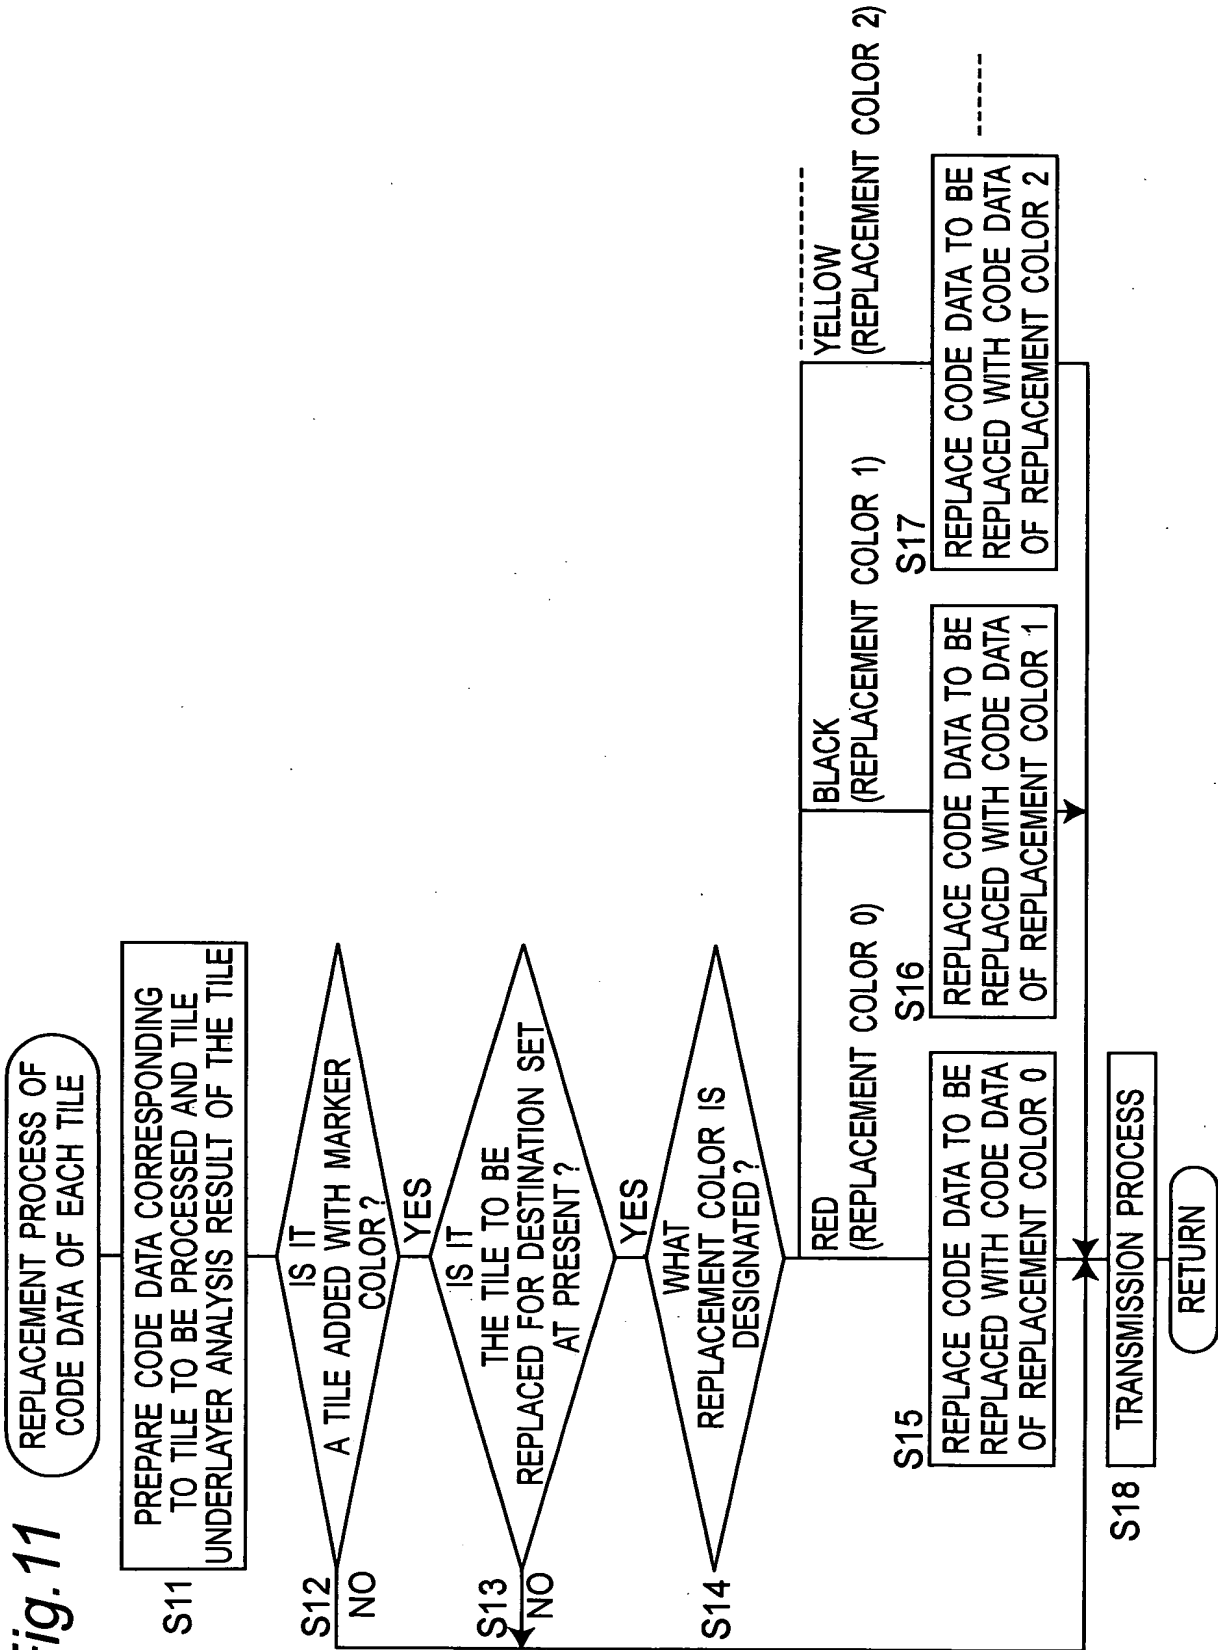 Fig.11
REPLACEMENT PROCESS OF
CODE DATA OF EACH TILE
S11
PREPARE CODE DATA CORRESPONDING
TO TILE TO BE PROCESSED AND TILE
UNDERLAYER ANALYSIS RESULT OF THE TILE
S12
IS IT
A TILE ADDED WITH MARKER
COLOR?
NO
YES
S13
IS IT
THE TILE TO BE
REPLACED FOR DESTINATION SET
AT PRESENT?
NO
YES
S14
WHAT
REPLACEMENT COLOR IS
DESIGNATED?
RED
(REPLACEMENT COLOR 0)
BLACK
(REPLACEMENT COLOR 1)
YELLOW
(REPLACEMENT COLOR 2)
S15
REPLACE CODE DATA TO BE
REPLACED WITH CODE DATA
OF REPLACEMENT COLOR 0
S16
REPLACE CODE DATA TO BE
REPLACED WITH CODE DATA
OF REPLACEMENT COLOR 1
S17
REPLACE CODE DATA TO BE
REPLACED WITH CODE DATA
OF REPLACEMENT COLOR 2
S18
TRANSMISSION PROCESS
RETURN